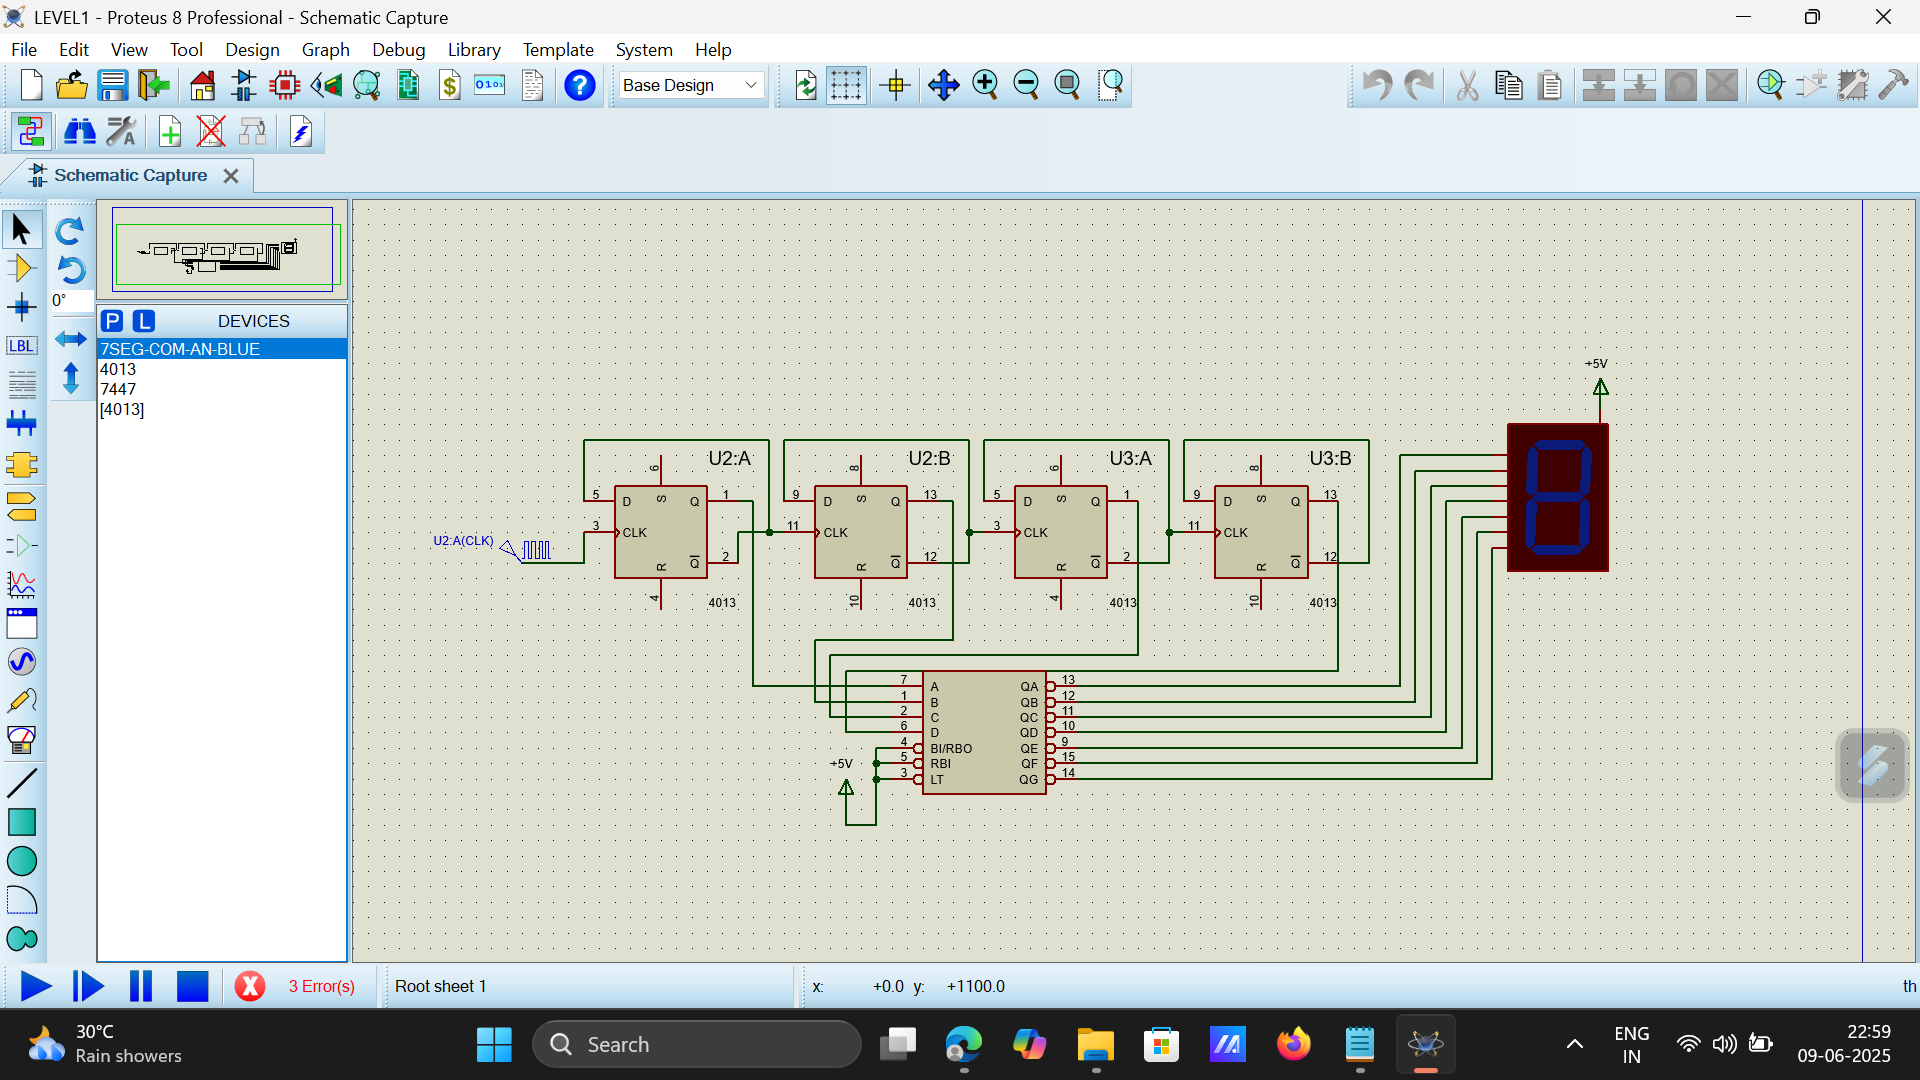 LEVEL1 - Proteus 8 Professional - Schematic Capture
File Edit View Tool Design Graph Debug Library Template System Help
Base Design
Schematic Capture
0°
LBL
P L DEVICES
7SEG-COM-AN-BLUE
4013
7447
[4013]
+5V
U2:A U2:B U3:A U3:B
6 8 6 8
5 D S Q 1 9 D S Q 13 5 D S Q 1 9 D S Q 13
3 CLK 11 CLK 3 CLK 11 CLK
U2:A(CLK)
R Q 2 R Q 12 R Q 2 R Q 12
4 10 4 10
4013 4013 4013 4013
7 A QA 13
1 B QB 12
2 C QC 11
6 D QD 10
4 BI/RBO QE 9
5 RBI QF 15
3 LT QG 14
+5V
3 Error(s) Root sheet 1 x: +0.0 y: +1100.0 th
30°C
Rain showers
Search
ENG
IN
22:59
09-06-2025